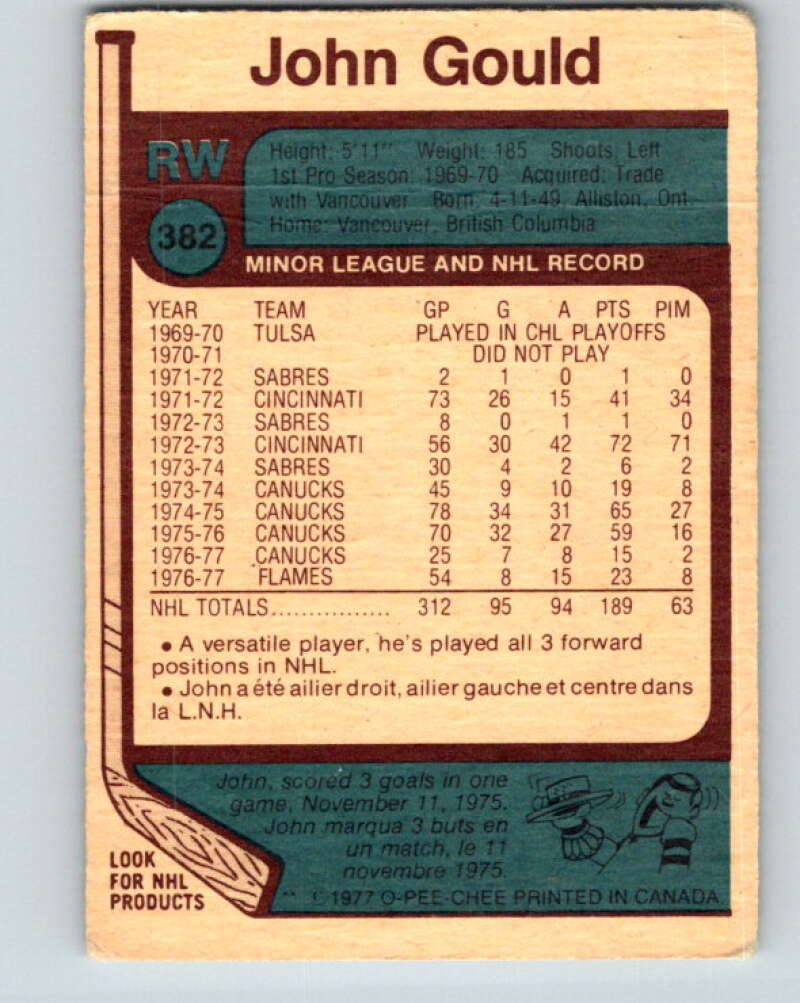 John Gould
RW
382
Height: 5'11" Weight: 185 Shoots: Left
1st Pro Season: 1969-70 Acquired: Trade
with Vancouver Born: 4-11-49 Alliston, Ont.
Home: Vancouver, British Columbia
MINOR LEAGUE AND NHL RECORD
YEAR TEAM GP G A PTS PIM
1969-70 TULSA PLAYED IN CHL PLAYOFFS
1970-71 DID NOT PLAY
1971-72 SABRES 2 1 0 1 0
1971-72 CINCINNATI 73 26 15 41 34
1972-73 SABRES 8 0 1 1 0
1972-73 CINCINNATI 56 30 42 72 71
1973-74 SABRES 30 4 2 6 2
1973-74 CANUCKS 45 9 10 19 8
1974-75 CANUCKS 78 34 31 65 27
1975-76 CANUCKS 70 32 27 59 16
1976-77 CANUCKS 25 7 8 15 2
1976-77 FLAMES 54 8 15 23 8
NHL TOTALS................ 312 95 94 189 63
• A versatile player, he's played all 3 forward
positions in NHL.
• John a été ailier droit, ailier gauche et centre dans
la L.N.H.
John, scored 3 goals in one
game, November 11, 1975.
John marqua 3 buts en
un match, le 11
novembre 1975.
LOOK
FOR NHL
PRODUCTS
** ©1977 O-PEE-CHEE PRINTED IN CANADA